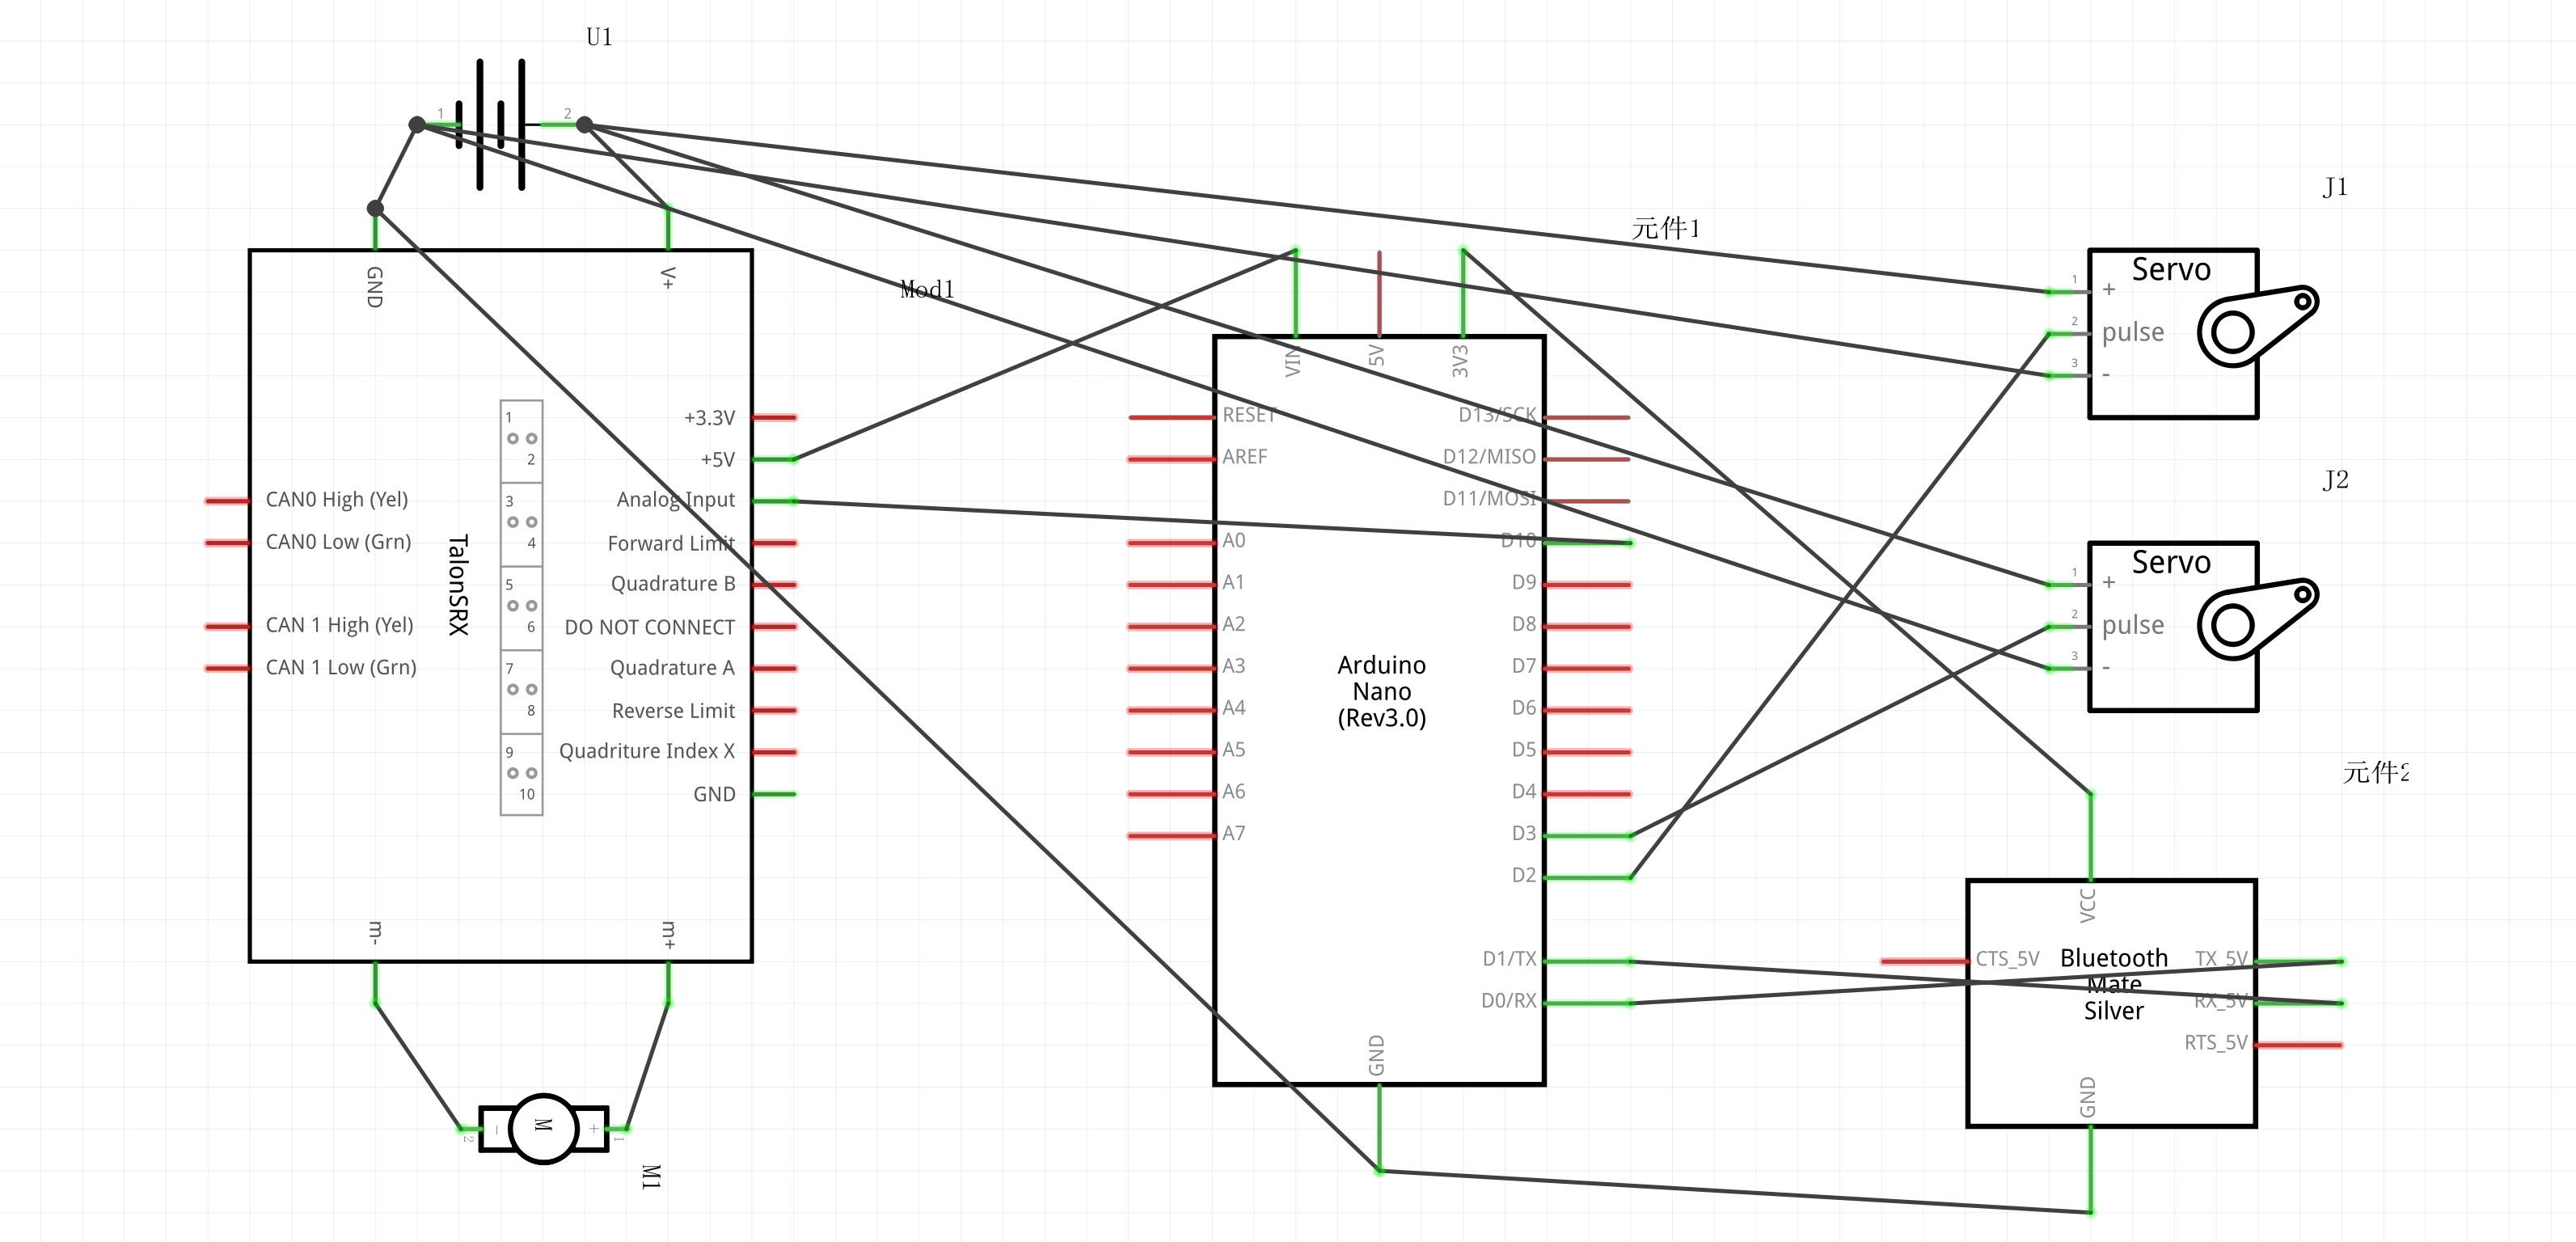 U1
1
2
J1
元件1
Mod1
GND
V+
+3.3V
+5V
Analog Input
Forward Limit
Quadrature B
DO NOT CONNECT
Quadrature A
Reverse Limit
Quadriture Index X
GND
CAN0 High (Yel)
CAN0 Low (Grn)
CAN 1 High (Yel)
CAN 1 Low (Grn)
TalonSRX
1
2
3
4
5
6
7
8
9
10
m-
m+
2
-
M
+
1
M1
VIN
5V
3V3
RESET
AREF
A0
A1
A2
A3
A4
A5
A6
A7
Arduino
Nano
(Rev3.0)
D13/SCK
D12/MISO
D11/MOSI
D10
D9
D8
D7
D6
D5
D4
D3
D2
D1/TX
D0/RX
GND
Servo
1
+
2
pulse
3
-
J2
Servo
1
+
2
pulse
3
-
元件2
VCC
CTS_5V
Bluetooth
Mate
Silver
TX_5V
RX_5V
RTS_5V
GND